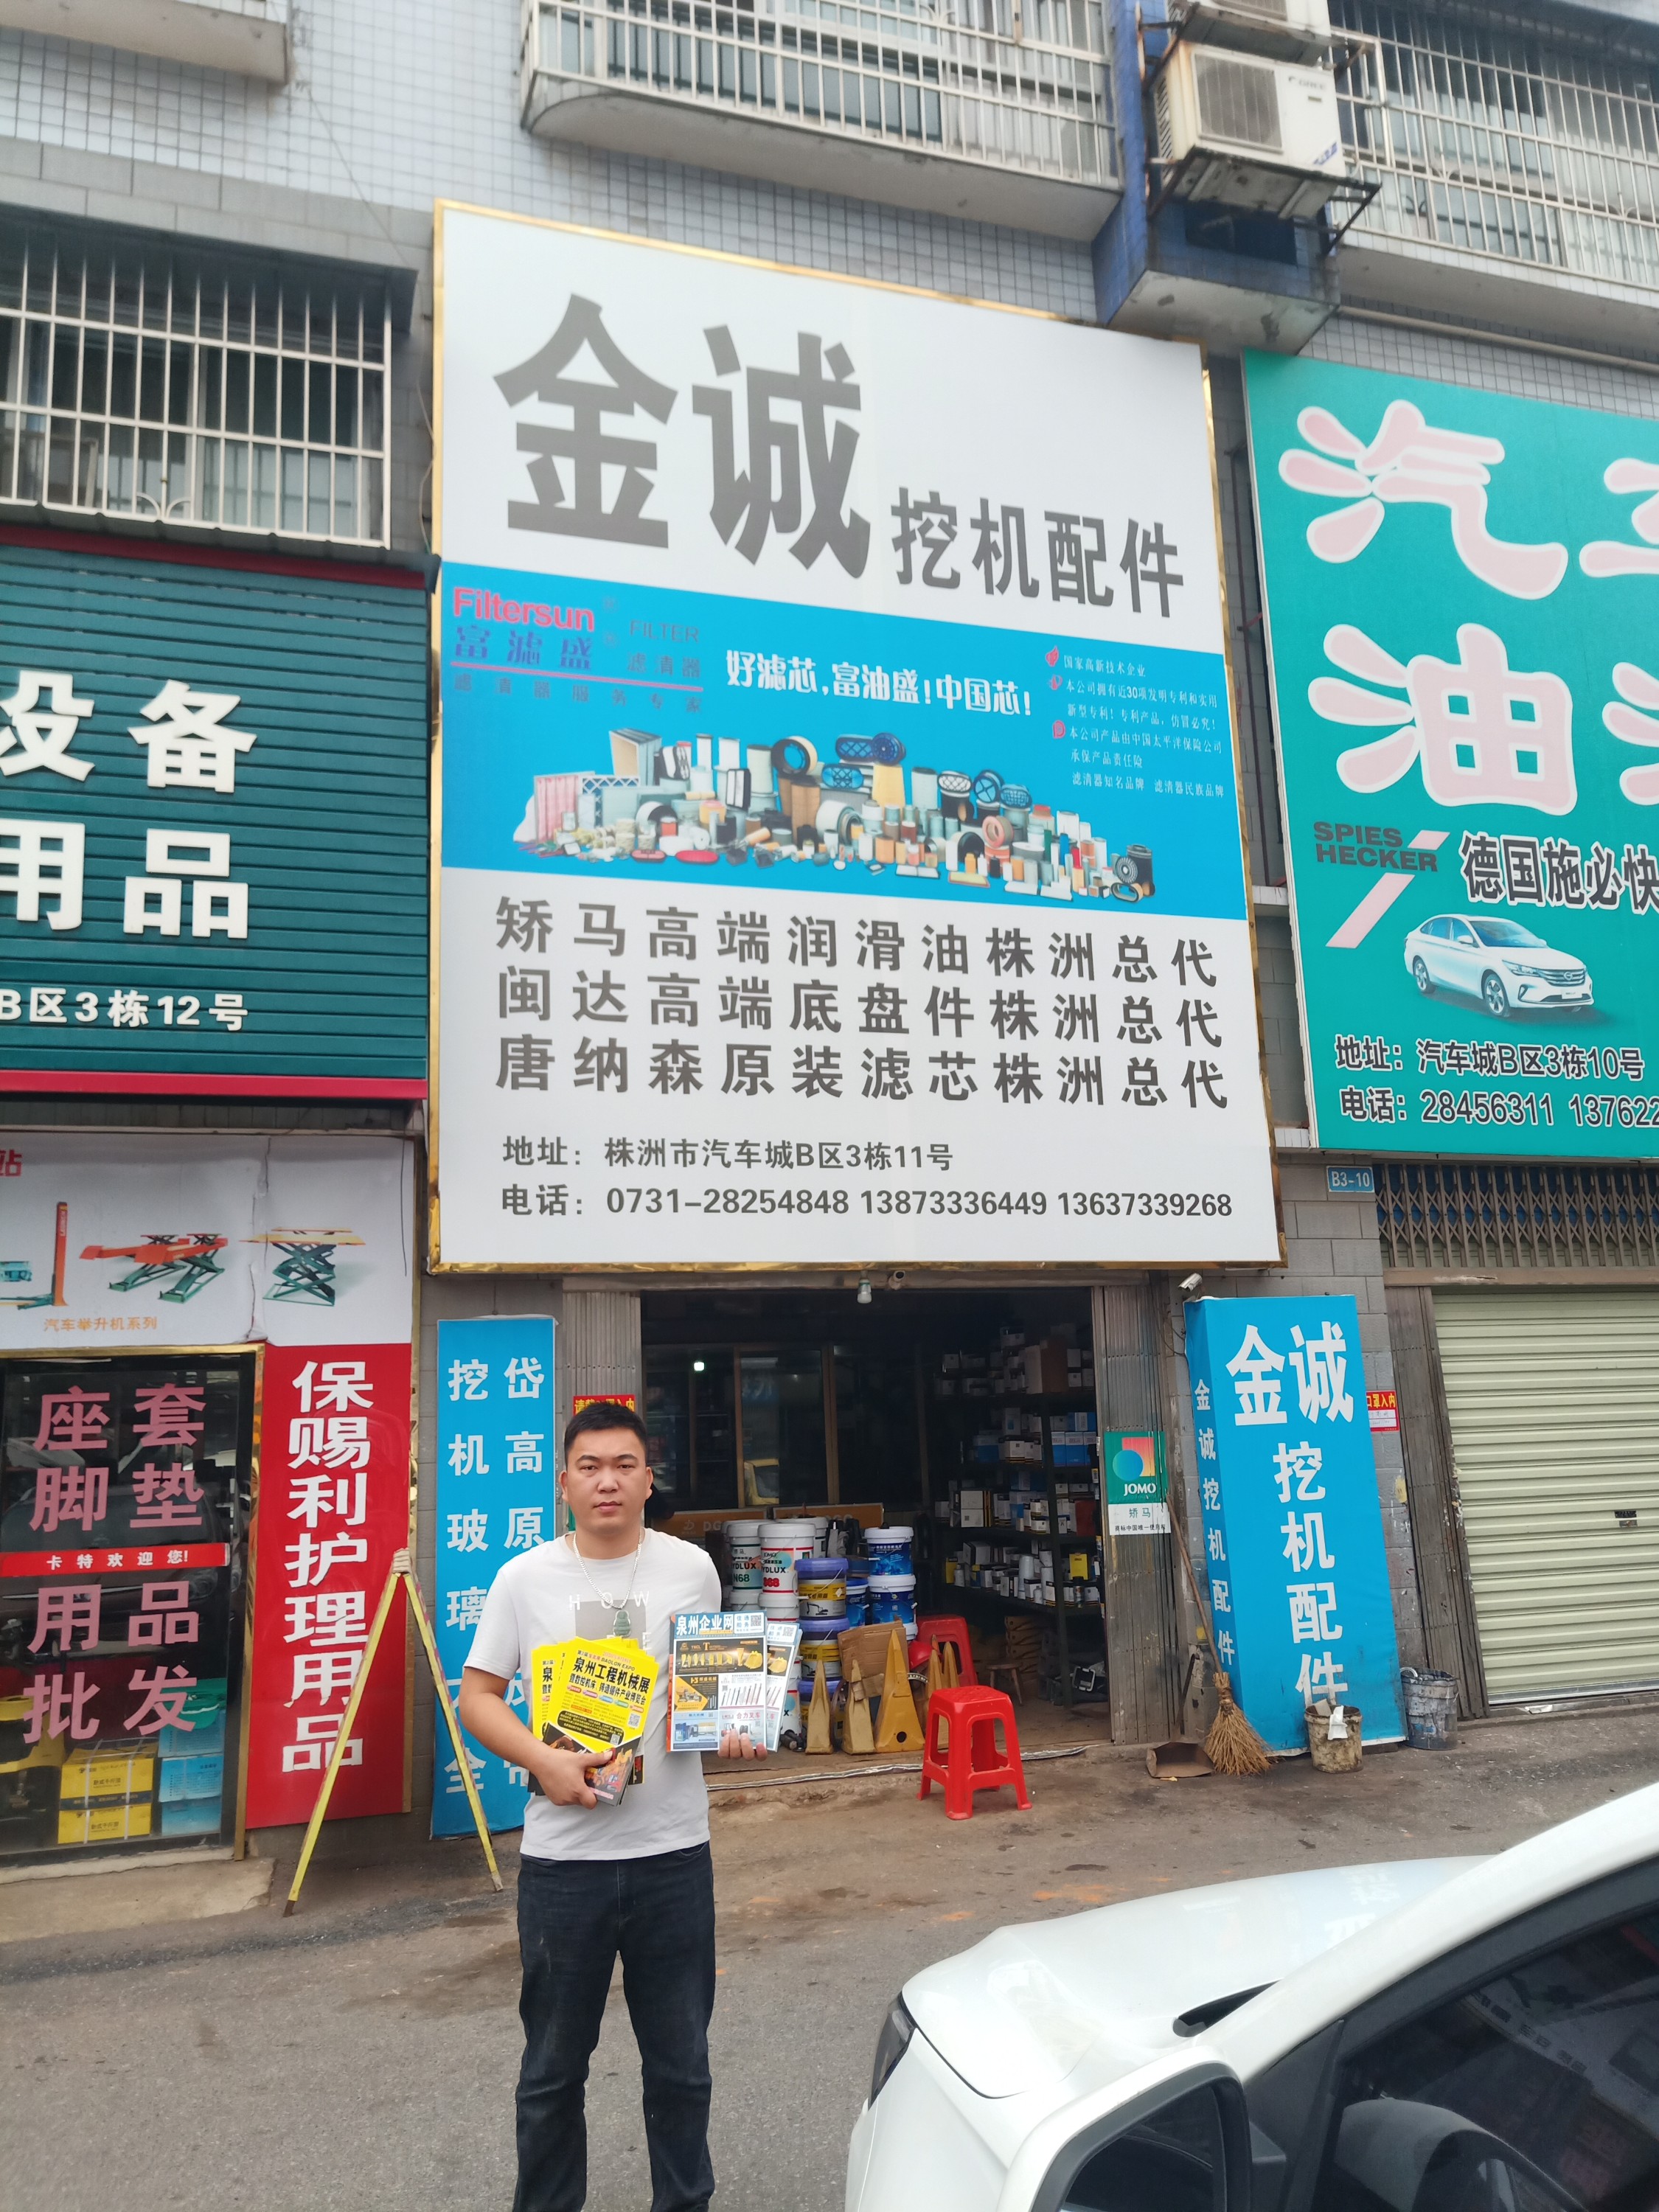 GREE
金诚 挖机配件
Filtersun
FILTER
富滤盛
滤清器
滤清器服务专家
好滤芯,富油盛!中国芯!
国家高新技术企业
本公司拥有近30项发明专利和实用
新型专利!专利产品,仿冒必究!
本公司产品由中国太平洋保险公司
承保产品责任险
滤清器知名品牌 滤清器民族品牌
矫马高端润滑油株洲总代
闽达高端底盘件株洲总代
唐纳森原装滤芯株洲总代
地址: 株洲市汽车城B区3栋11号
电话: 0731-28254848 13873336449 13637339268
设备
用品
B区3栋12号
站
汽车举升机系列
座套
脚垫
卡特欢迎您!
用品
批发
保赐利护理用品
挖机玻璃
岱高原
全
汽车
油
SPIES
HECKER
德国施必快
地址: 汽车城B区3栋10号
电话: 28456311 137622
B3-10
金诚
挖机配件
金诚挖机配件
口罩入内
JOMO
矫马
泉州工程机械展
泉州企业网
HOW